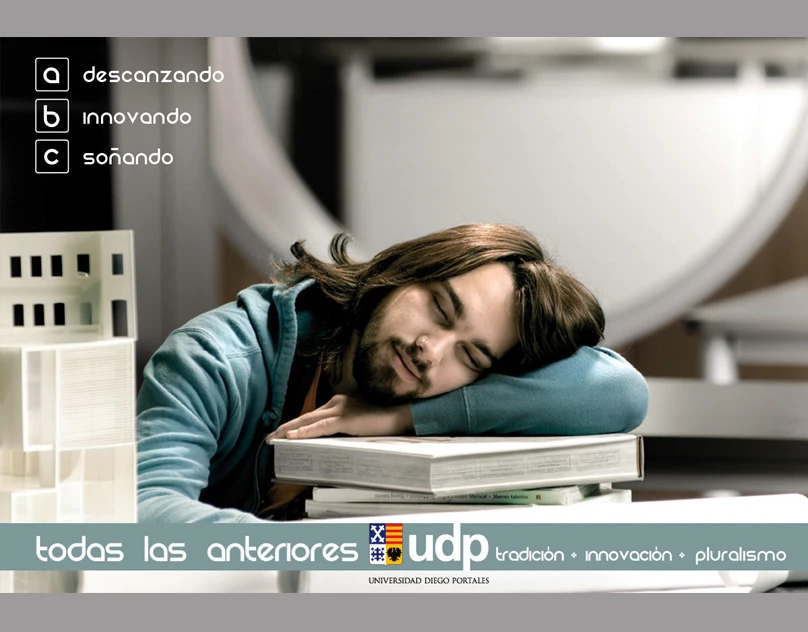 a descanzando
b innovando
c soñando
todas las anteriores udp tradición + innovación + pluralismo
UNIVERSIDAD DIEGO PORTALES